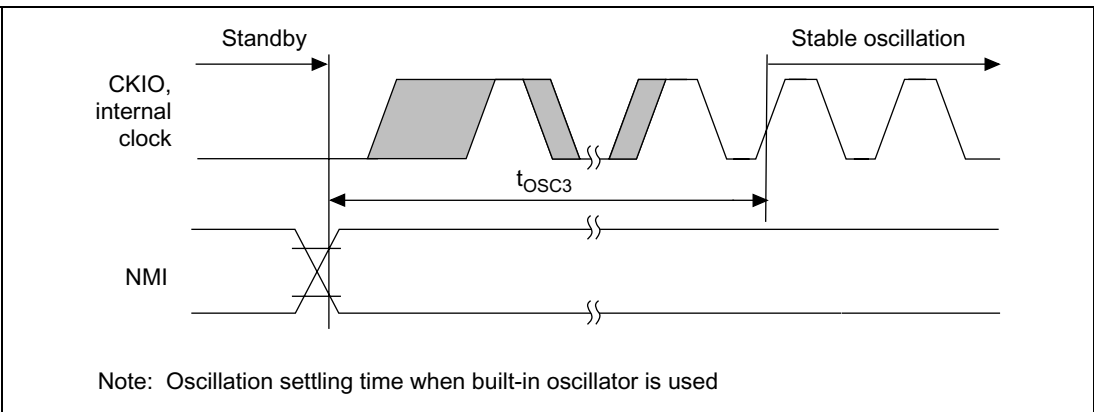 Standby
Stable oscillation
CKIO,
internal
clock
tOSC3
NMI
Note: Oscillation settling time when built-in oscillator is used